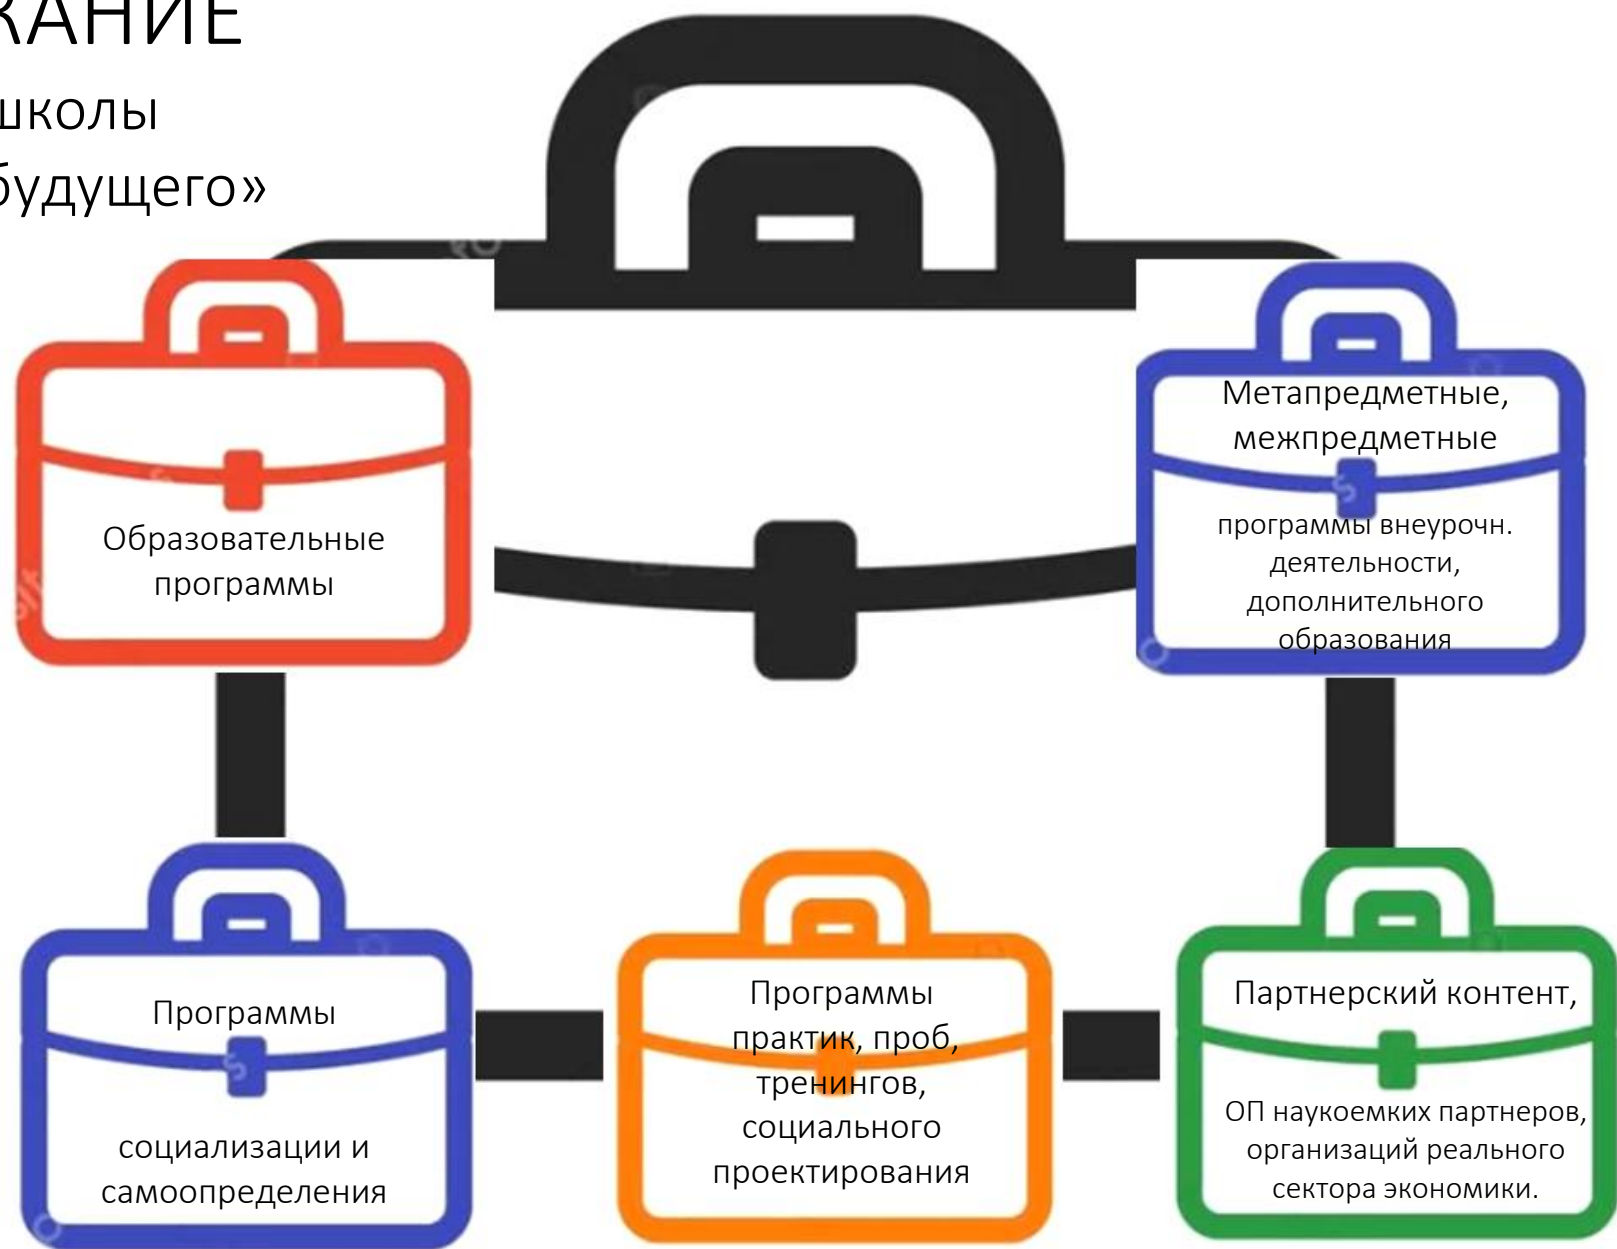 КАНИЕ
школы
будущего»
Образовательные
программы
Метапредметные,
межпредметные
программы внеурочн.
деятельности,
дополнительного
образования
Программы
социализации и
самоопределения
Программы
практик, проб,
тренингов,
социального
проектирования
Партнерский контент,
ОП наукоемких партнеров,
организаций реального
сектора экономики.